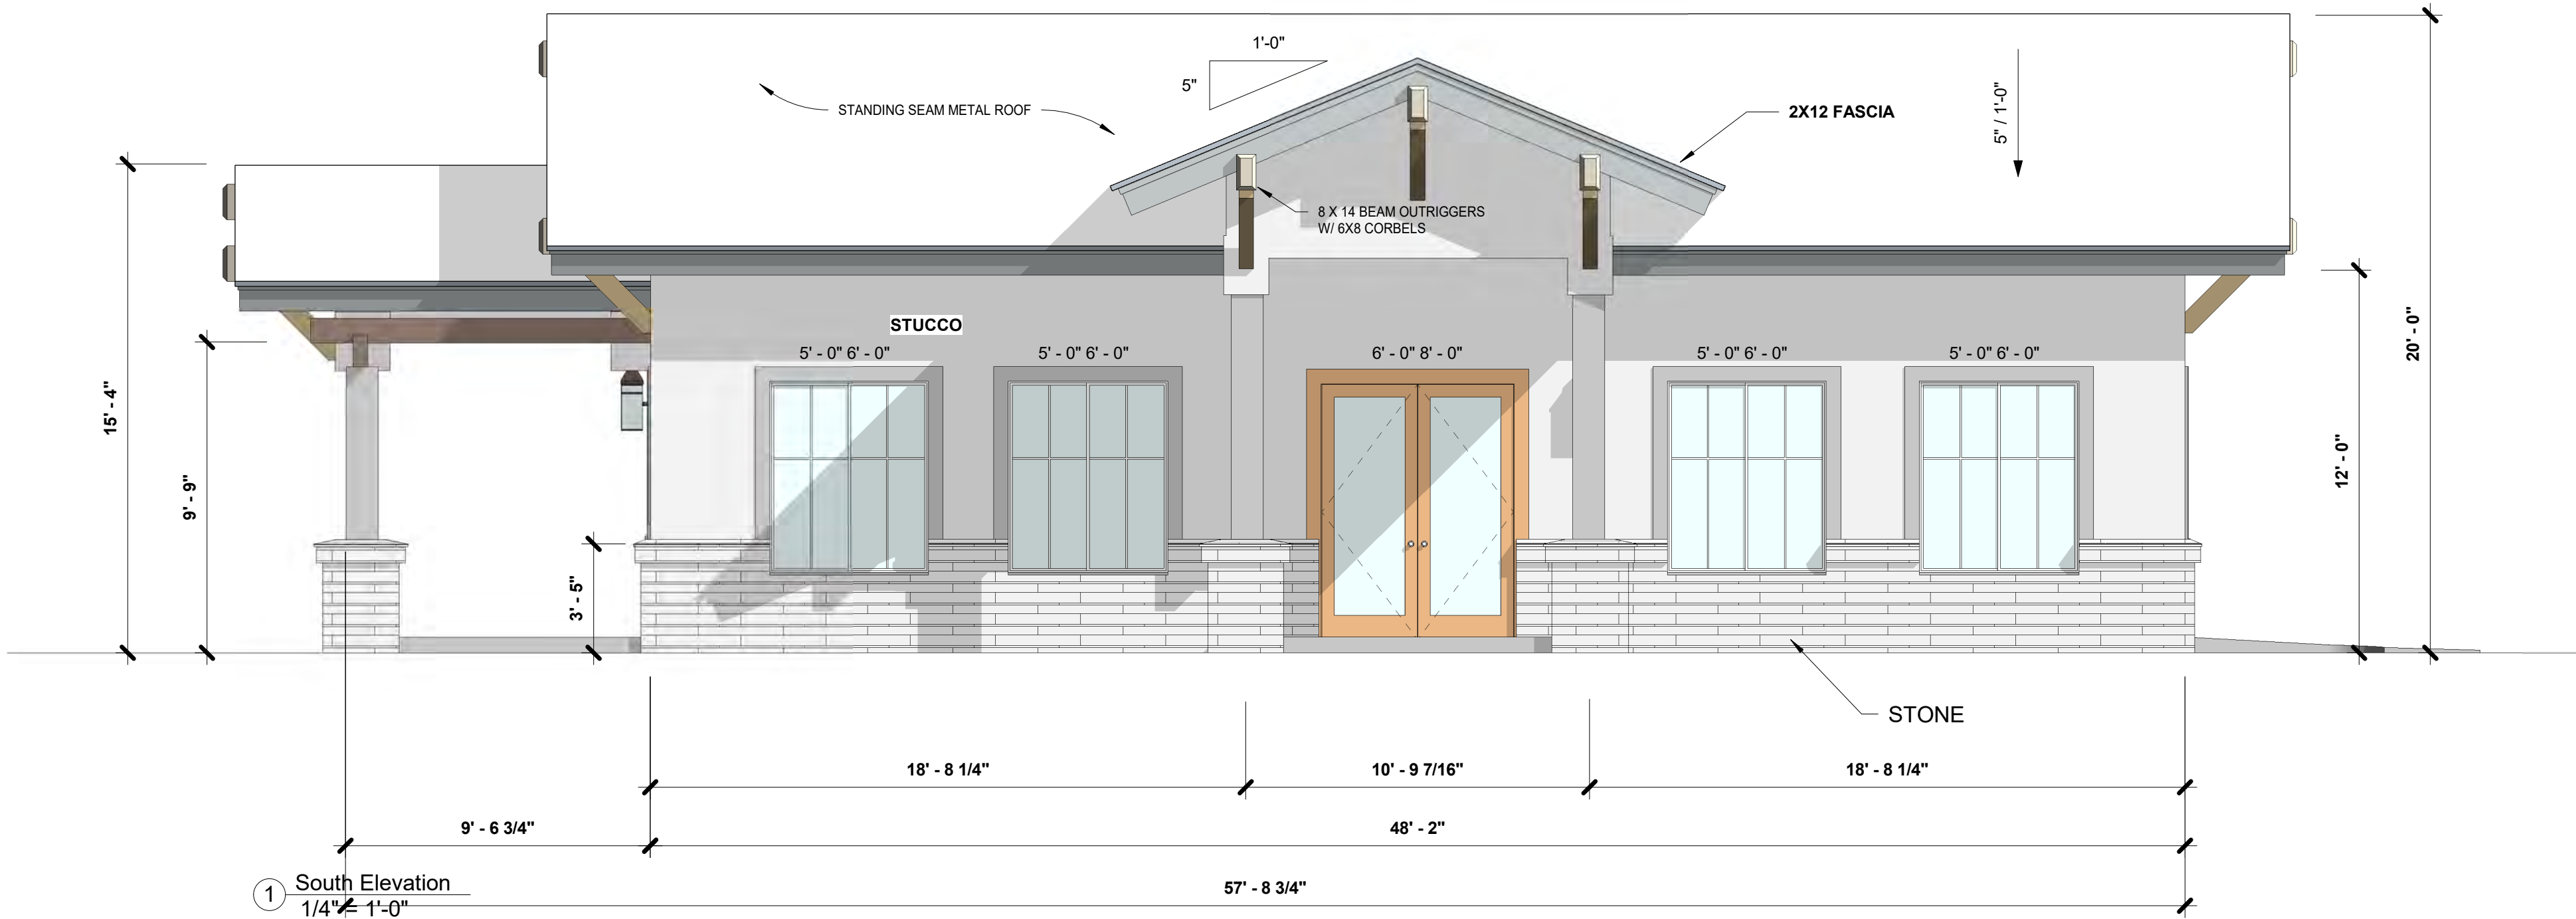 1'-0"
5"
STANDING SEAM METAL ROOF
2X12 FASCIA
5" / 1'-0"
8 X 14 BEAM OUTRIGGERS
W/ 6X8 CORBELS
STUCCO
5' - 0" 6' - 0"
5' - 0" 6' - 0"
6' - 0" 8' - 0"
5' - 0" 6' - 0"
5' - 0" 6' - 0"
15' - 4"
9' - 9"
3' - 5"
12' - 0"
20' - 0"
STONE
18' - 8 1/4"
10' - 9 7/16"
18' - 8 1/4"
9' - 6 3/4"
48' - 2"
57' - 8 3/4"
1
South Elevation
1/4" = 1'-0"